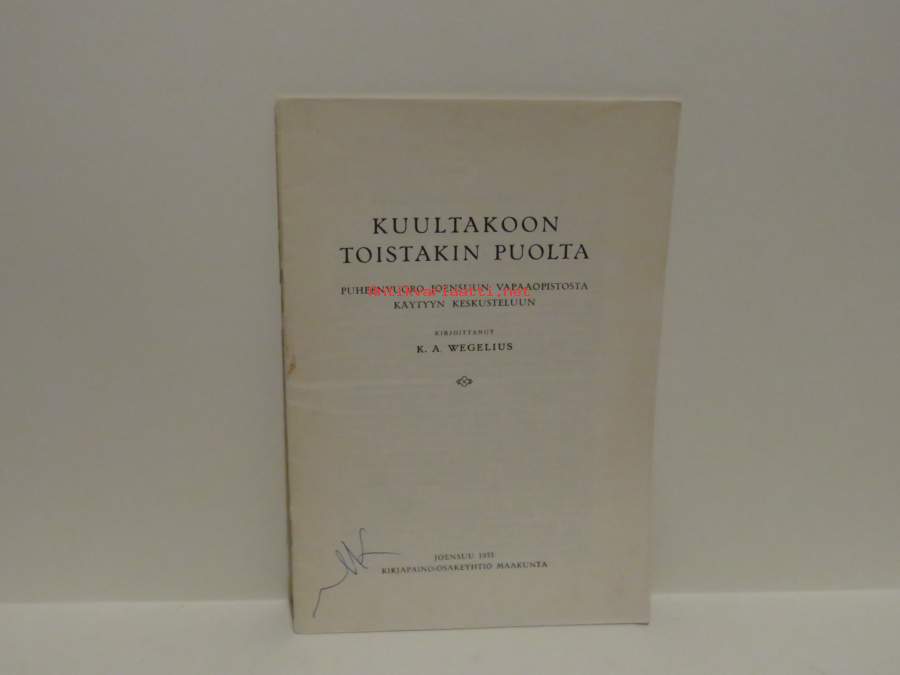 KUULTAKOON
TOISTAKIN PUOLTA
PUHEENVUORO JOENSUUN VAPAAOPISTOSTA
KÄYTYYN KESKUSTELUUN
KIRJOITTANUT
K. A. WEGELIUS
JOENSUU
KIRJAPAINO-OSAKEYHTIÖ MAAKUNTA